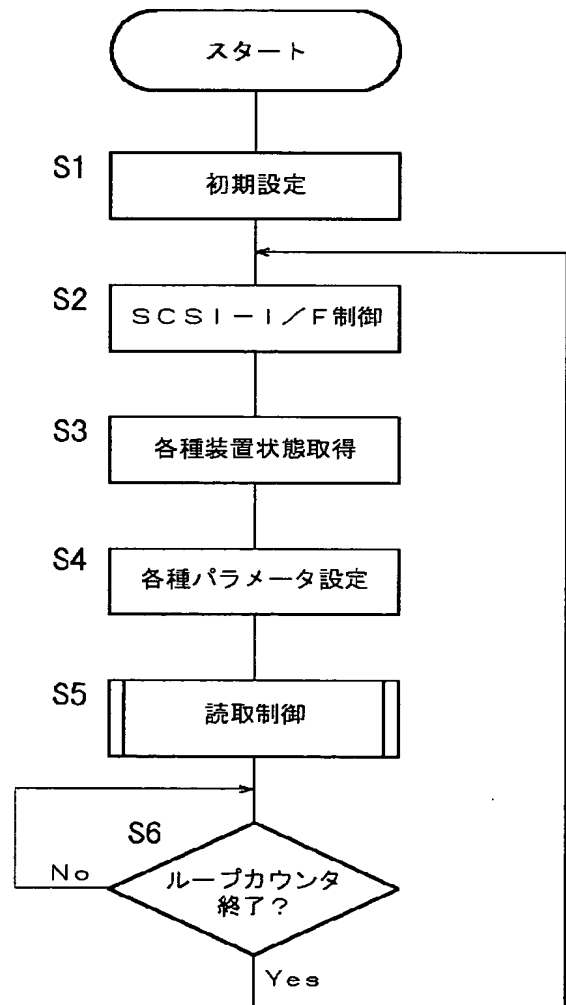 スタート
S1
初期設定
S2
SCSI-I/F制御
S3
各種装置状態取得
S4
各種パラメータ設定
S5
読取制御
S6
ループカウンタ
終了?
No
Yes